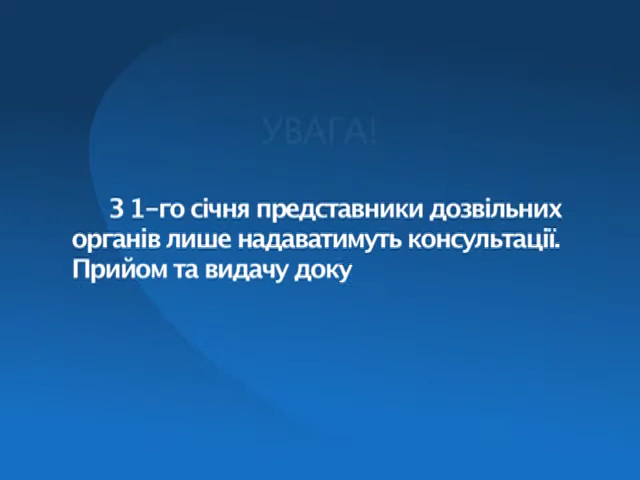 УВАГА!
З 1-го січня представники дозвільних
органів лише надаватимуть консультації.
Прийом та видачу доку